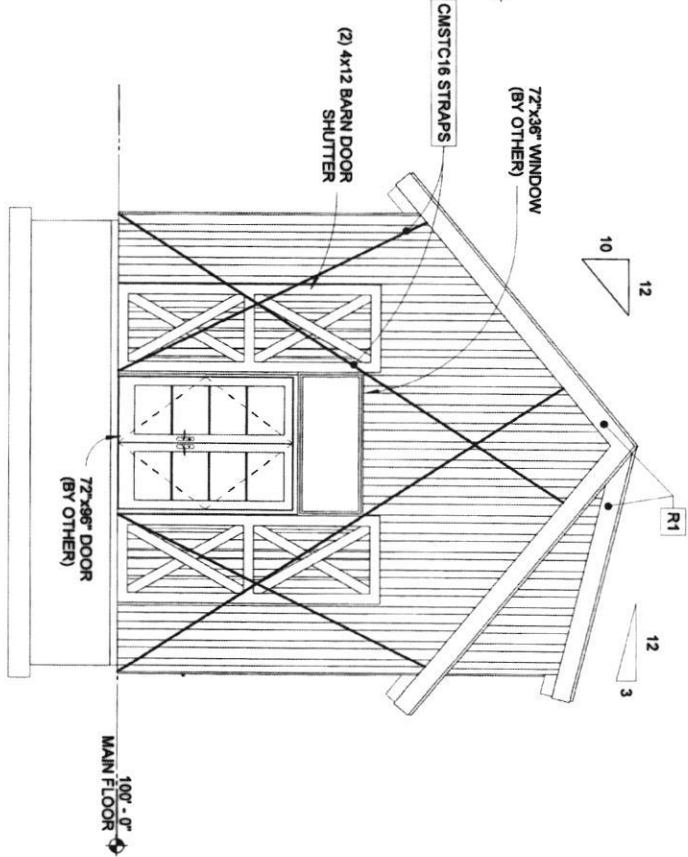 CMSTC16 STRAPS
72"x36" WINDOW
(BY OTHER)
(2) 4x12 BARN DOOR
SHUTTER
10
12
R1
12
3
72"x96" DOOR
(BY OTHER)
100' - 0"
MAIN FLOOR